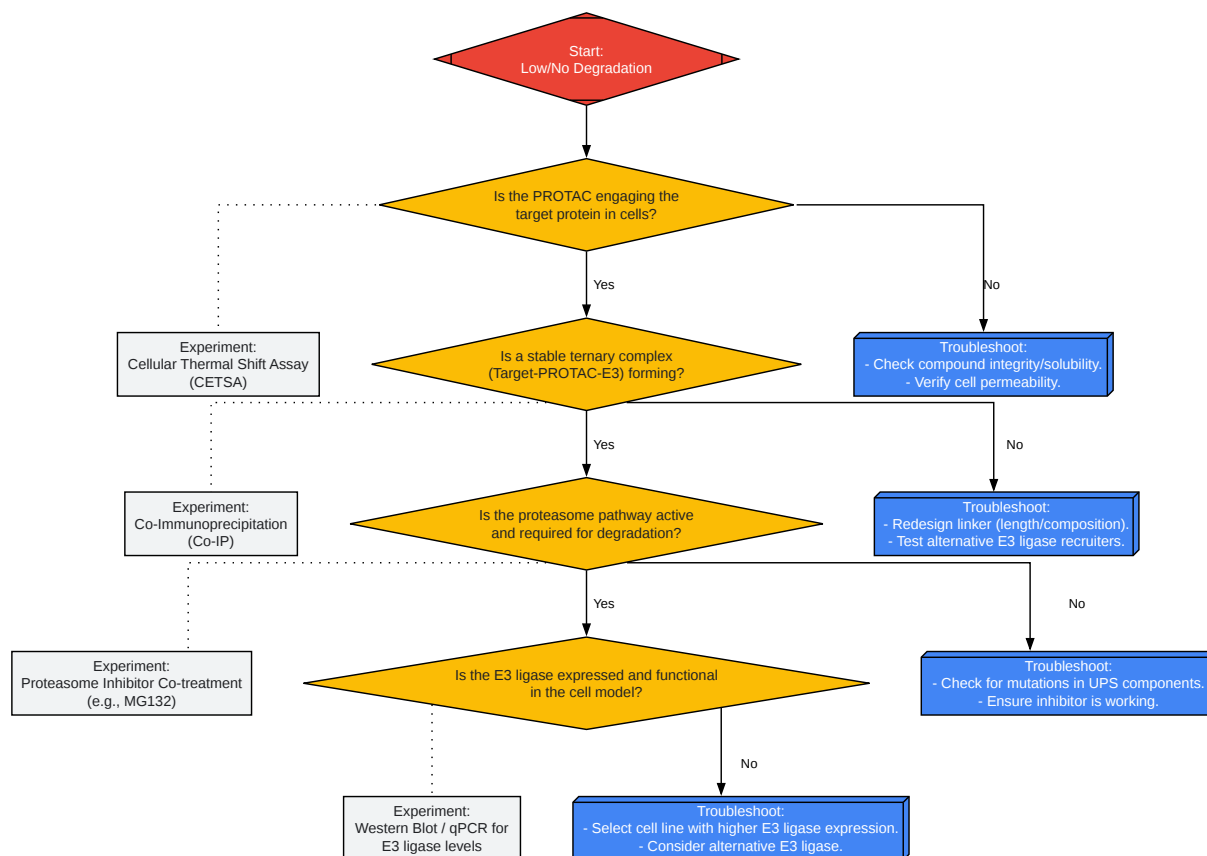 Start:
Low/No Degradation
Is the PROTAC engaging the
target protein in cells?
Yes
No
Experiment:
Cellular Thermal Shift Assay
(CETSA)
Is a stable ternary complex
(Target-PROTAC-E3) forming?
Troubleshoot:
- Check compound integrity/solubility.
- Verify cell permeability.
Yes
No
Experiment:
Co-Immunoprecipitation
(Co-IP)
Is the proteasome pathway active
and required for degradation?
Troubleshoot:
- Redesign linker (length/composition).
- Test alternative E3 ligase recruiters.
Yes
No
Experiment:
Proteasome Inhibitor Co-treatment
(e.g., MG132)
Is the E3 ligase expressed and functional
in the cell model?
Troubleshoot:
- Check for mutations in UPS components.
- Ensure inhibitor is working.
No
Experiment:
Western Blot / qPCR for
E3 ligase levels
Troubleshoot:
- Select cell line with higher E3 ligase expression.
- Consider alternative E3 ligase.